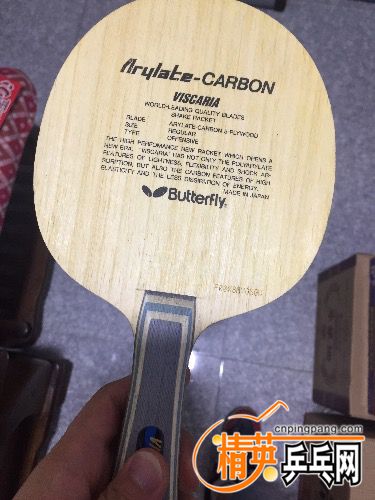 Arylate-CARBON
VISCARIA
WORLD-LEADING QUALITY BLADES
SHAKE RACKET
BLADE ARYLATE-CARBON 5-PLYWOOD
SIZE REGULAR
TYPE OFFENSIVE
THE HIGH PERFOMANCE NEW RACKET WHICH OPENS A
NEW ERA. 'VISCARIA' HAS NOT ONLY THE POLYARYLATE
FEATURES OF LIGHTNESS, FLEXIBILITY AND SHOCK AB-
SORPTION, BUT ALSO THE CARBON FEATURES OF HIGH
ELASTICITY AND THE LESS DISSIPATION OF ENERGY.
MADE IN JAPAN
Butterfly
cnpingpang.com
精英乒乓网